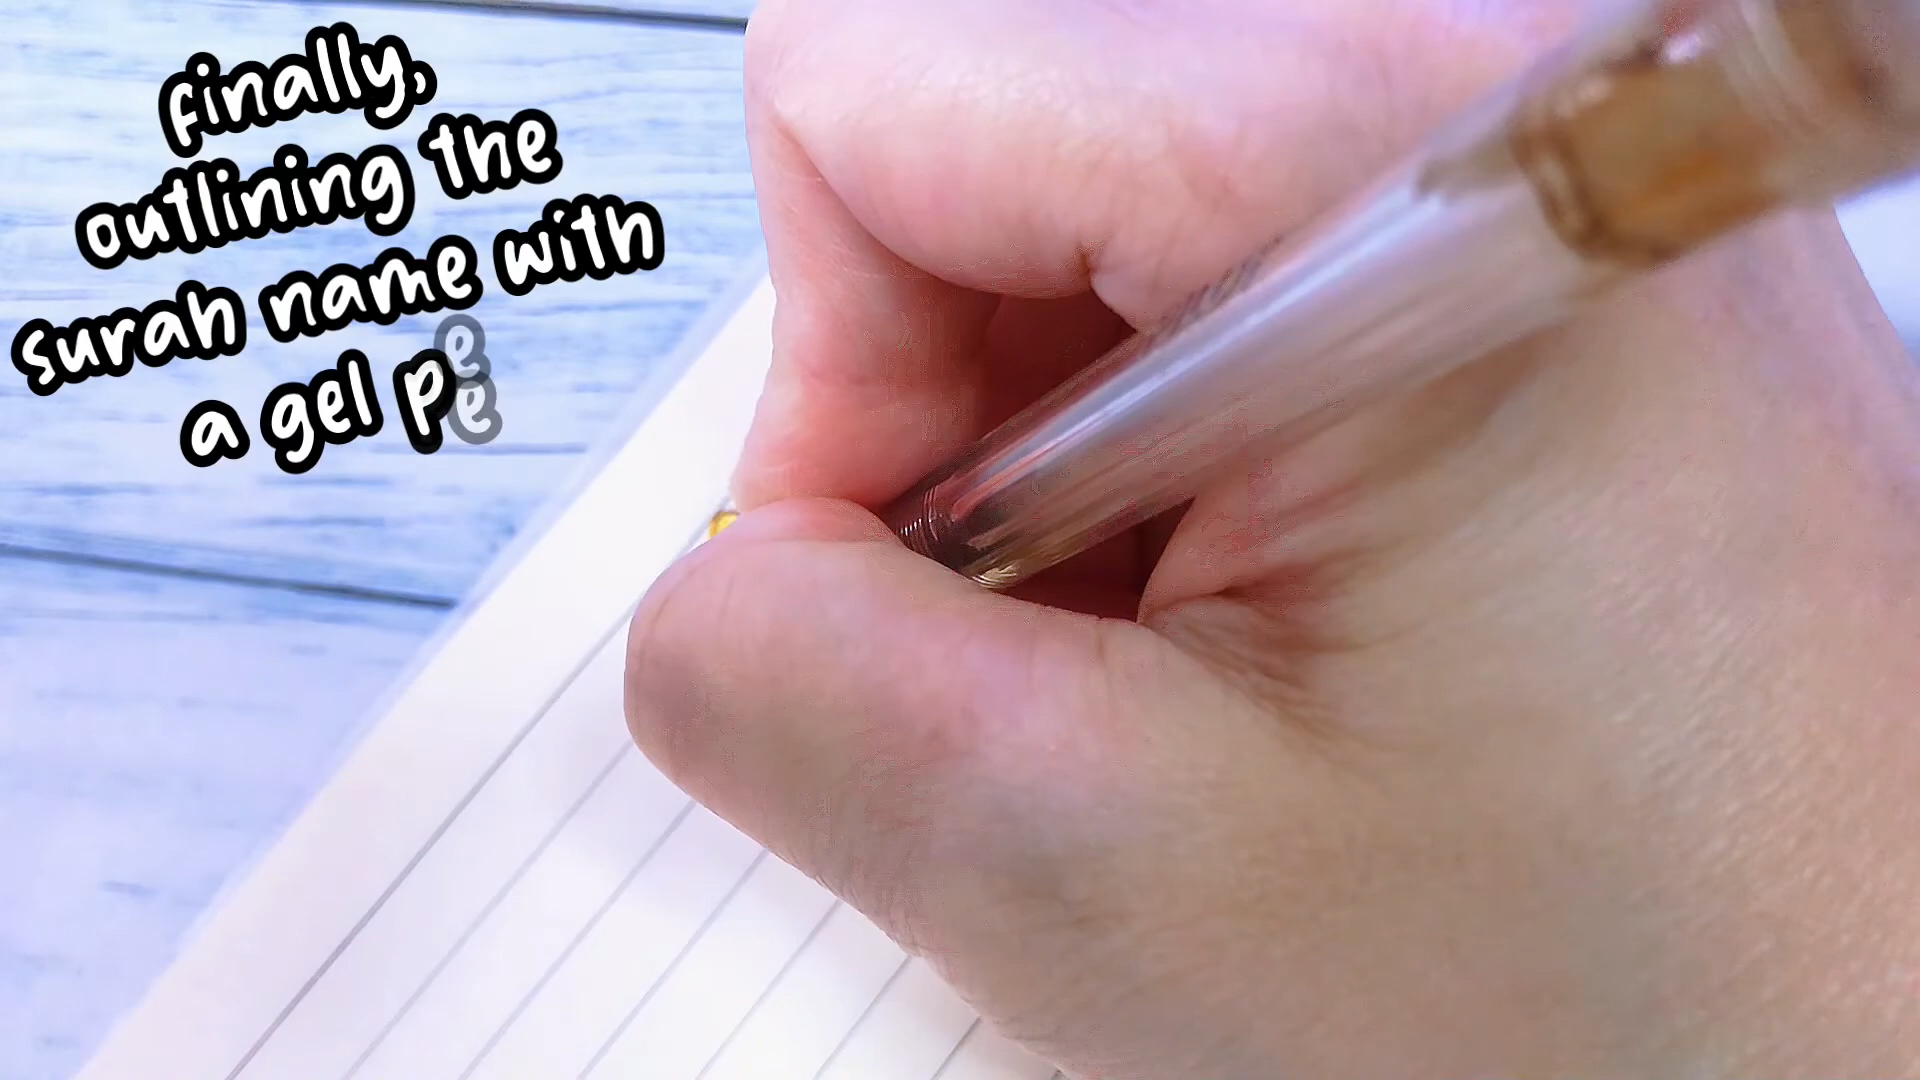 finally,
outlining the
surah name with
a gel pe